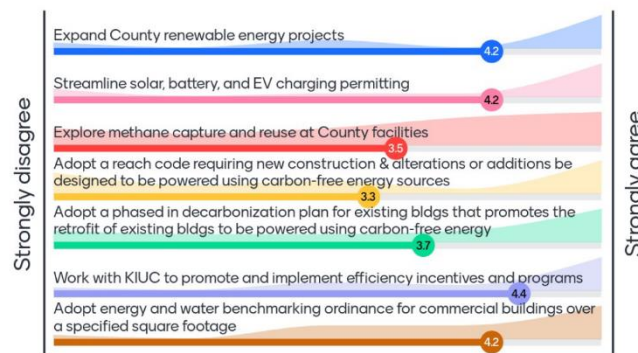 Strongly disagree
Expand County renewable energy projects
4.2
Streamline solar, battery, and EV charging permitting
4.2
Explore methane capture and reuse at County facilities
3.5
Adopt a reach code requiring new construction & alterations or additions be
designed to be powered using carbon-free energy sources
3.3
Adopt a phased in decarbonization plan for existing bldgs that promotes the
retrofit of existing bldgs to be powered using carbon-free energy
3.7
Work with KIUC to promote and implement efficiency incentives and programs
4.4
Adopt energy and water benchmarking ordinance for commercial buildings over
a specified square footage
4.2
Strongly agree